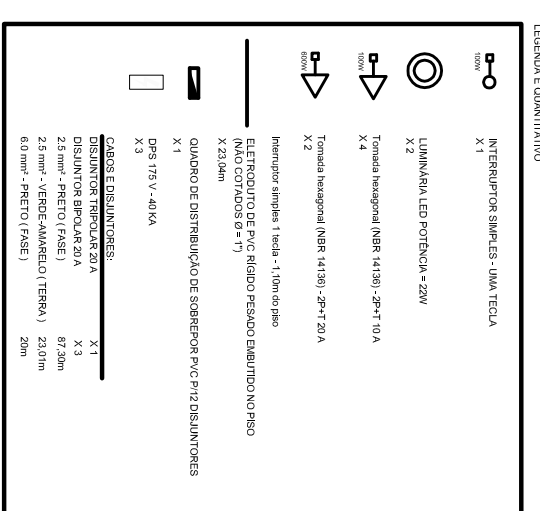 LEGENDA E QUANTITATIVO
100W
INTERRUPTOR SIMPLES - UMA TECLA
X 1
LUMINÁRIA LED POTÊNCIA = 22W
X 2
100W
Tomada hexagonal (NBR 14136) - 2P+T 10 A
X 4
600W
Tomada hexagonal (NBR 14136) - 2P+T 20 A
X 2
Interruptor simples 1 tecla - 1,10m do piso
ELETRODUTO DE PVC RÍGIDO PESADO EMBUTIDO NO PISO
(NÃO COTADOS Ø = 1")
X 23,04m
QUADRO DE DISTRIBUIÇÃO DE SOBREPOR PVC P/12 DISJUNTORES
X 1
DPS 175 V - 40 KA
X 3
CABOS E DISJUNTORES:
DISJUNTOR TRIPOLAR 20 A X 1
DISJUNTOR BIPOLAR 20 A X 3
2.5 mm² - PRETO ( FASE ) 87,30m
2.5 mm² - VERDE-AMARELO ( TERRA ) 23,01m
6.0 mm² - PRETO ( FASE ) 20m